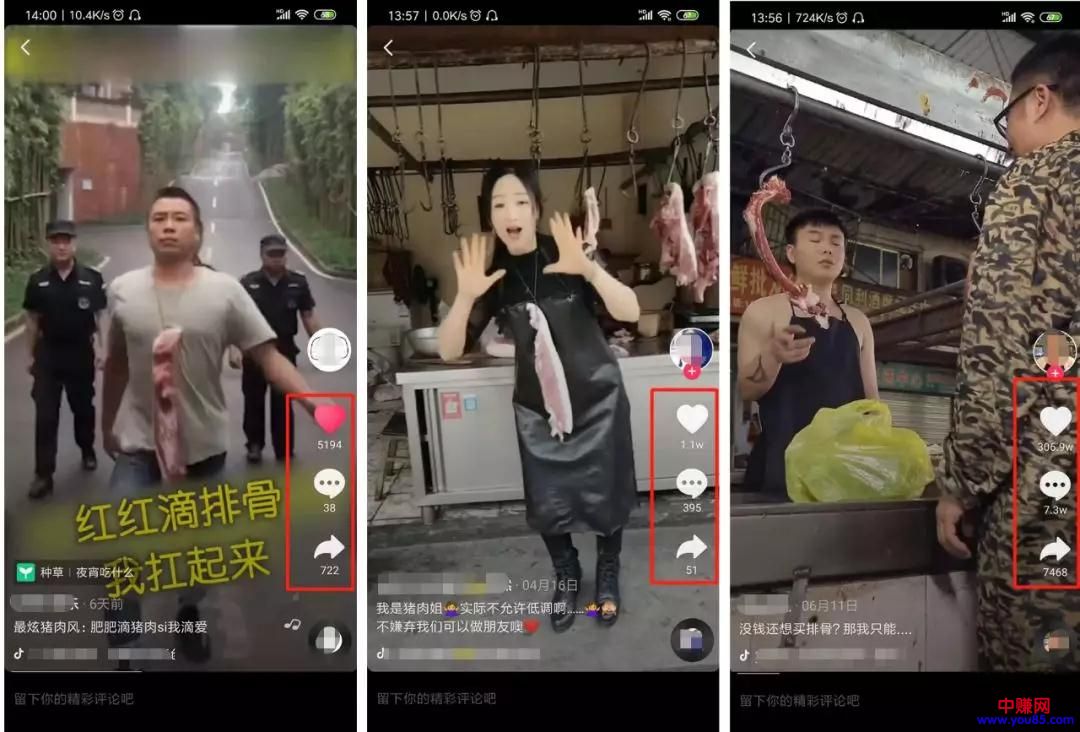 14:00 | 10.4K/s
68
红红滴排骨
我扛起来
5194
38
722
种草 | 夜宵吃什么
6天前
最炫猪肉风：肥肥滴猪肉si我滴爱
留下你的精彩评论吧
13:57 | 0.0K/s
67
1.1w
395
51
04月16日
我是猪肉姐🙅‍♀️实际不允许低调啊……🙅‍♀️
不嫌弃我们可以做朋友噢❤️
留下你的精彩评论吧
13:56 | 724K/s
67
鲜批
306.9w
7.3w
7468
06月11日
没钱还想买排骨？那我只能....
留下你的精彩评论吧
中赚网
www.you85.com